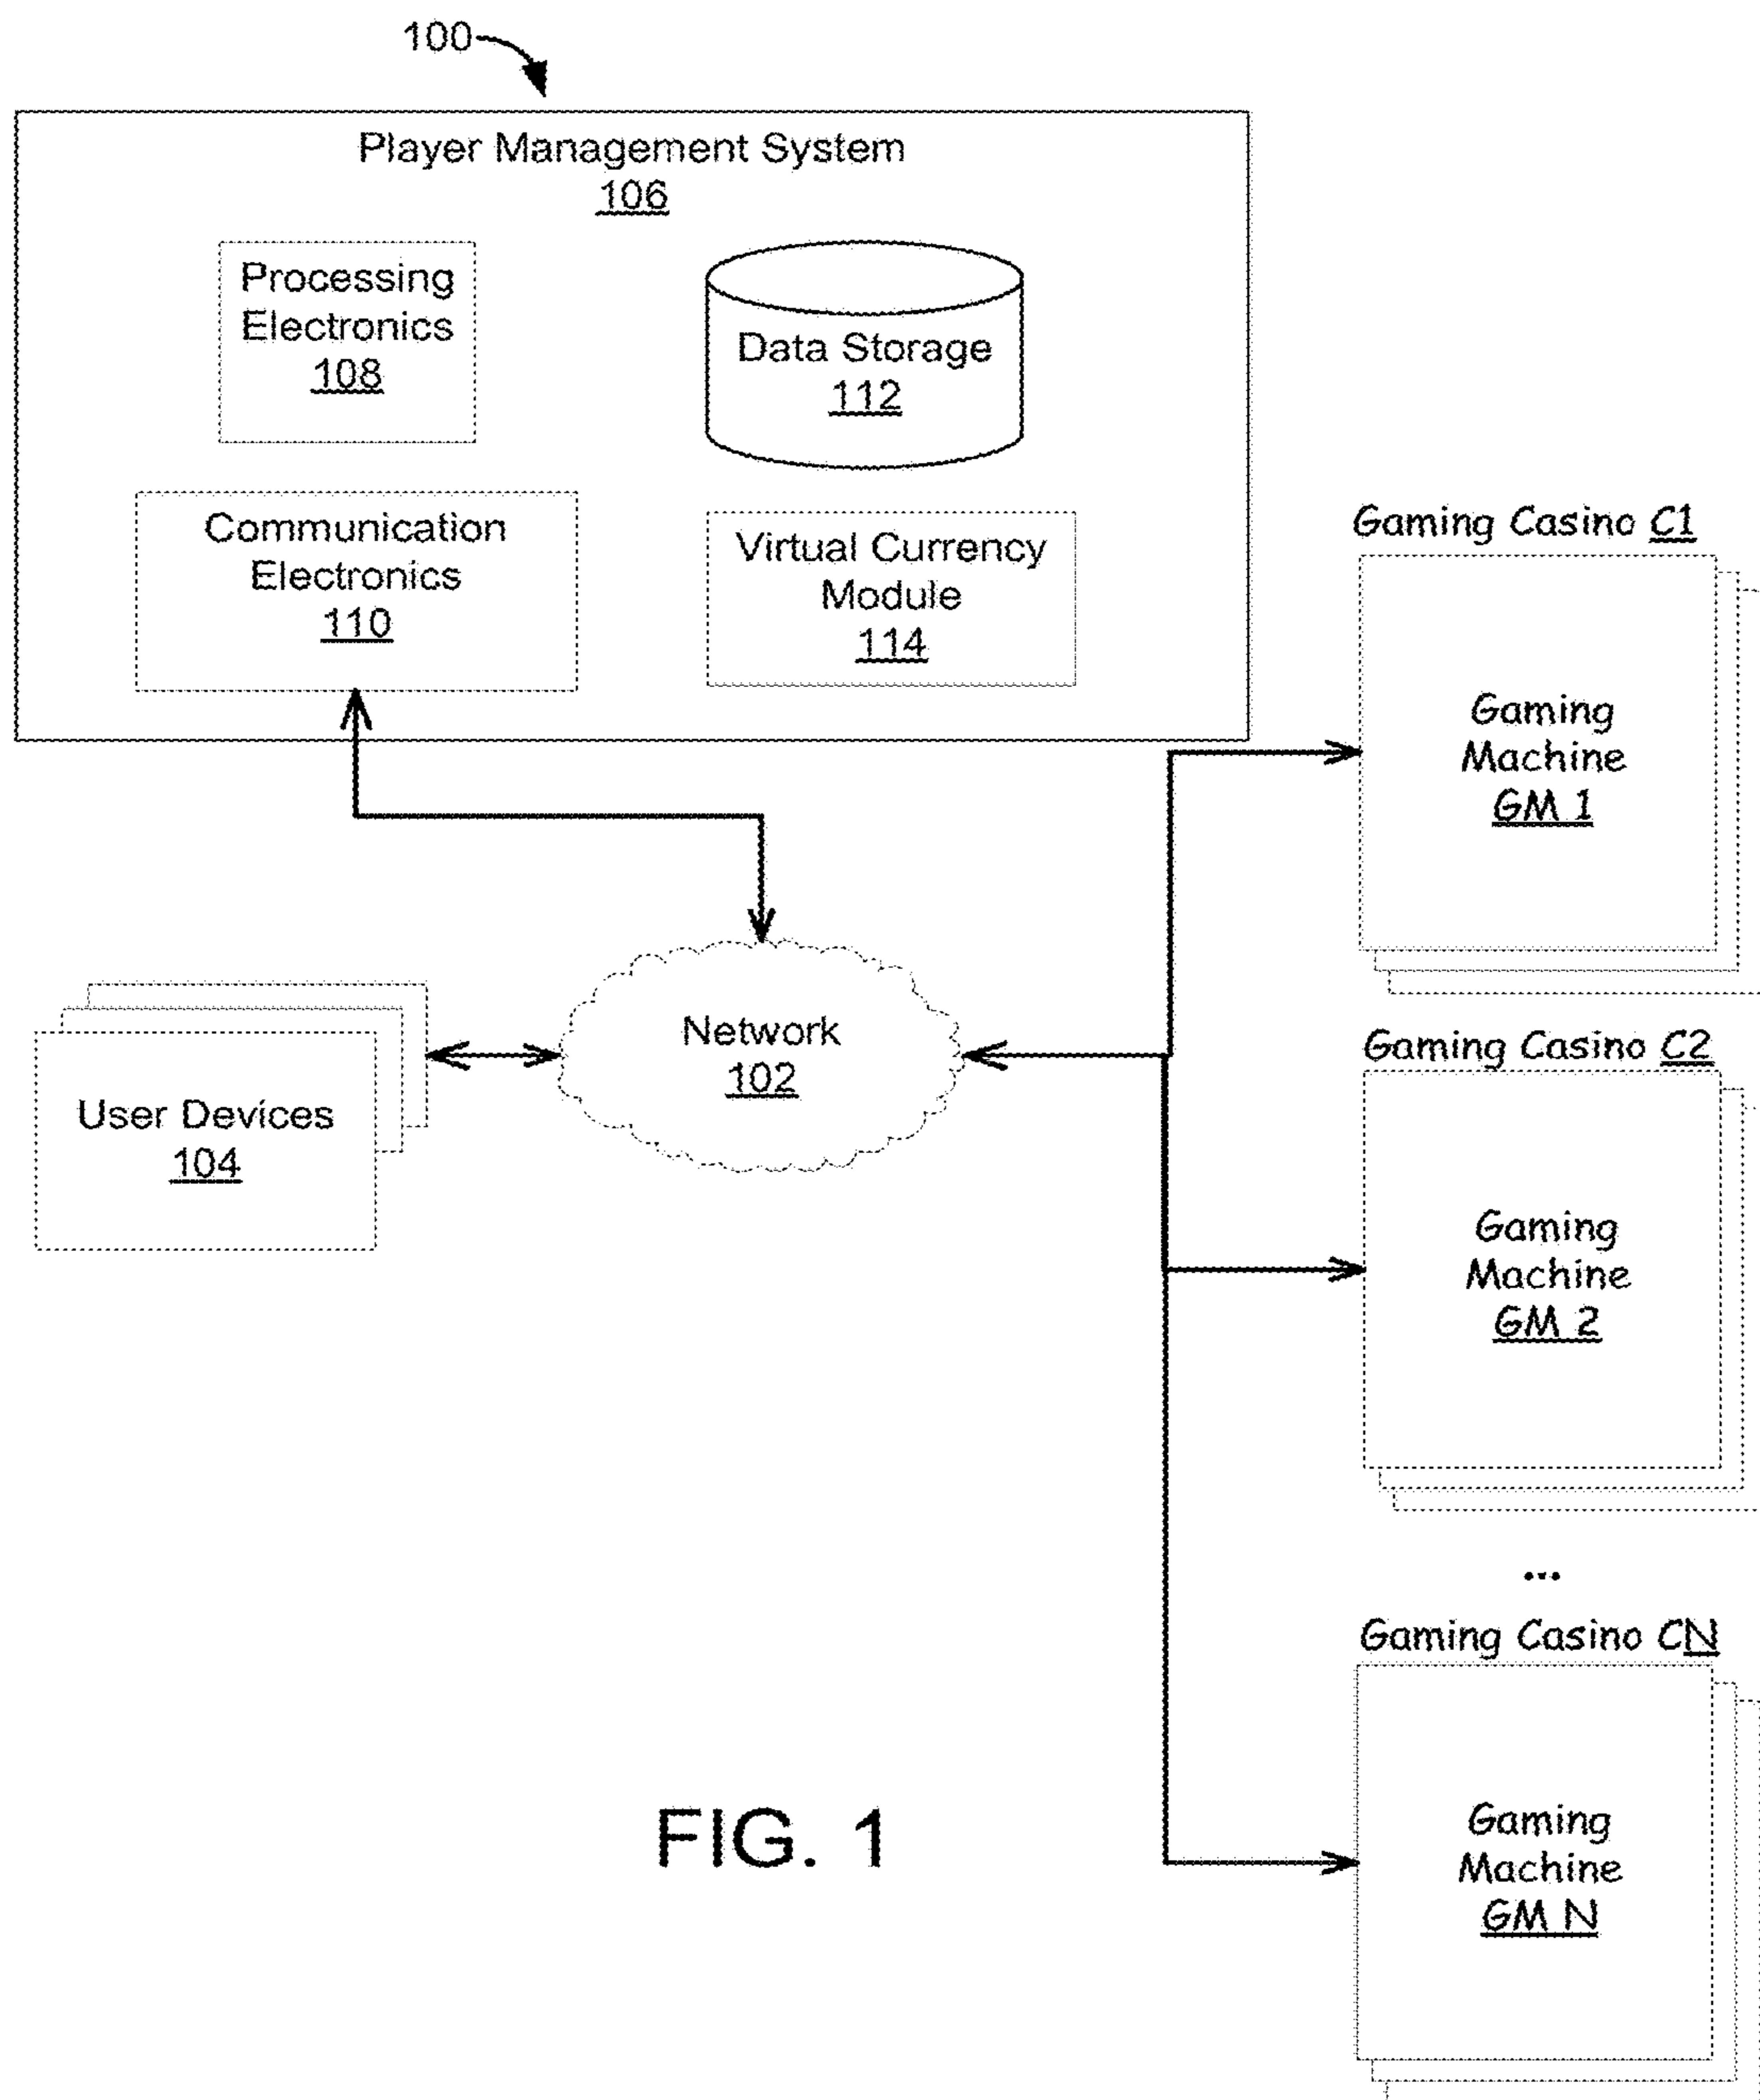 100
Player Management System
106
Processing
Electronics
108
Data Storage
112
Communication
Electronics
110
Virtual Currency
Module
114
Gaming Casino C1
Gaming
Machine
GM 1
Network
102
User Devices
104
Gaming Casino C2
Gaming
Machine
GM 2
...
Gaming Casino CN
Gaming
Machine
GM N
FIG. 1